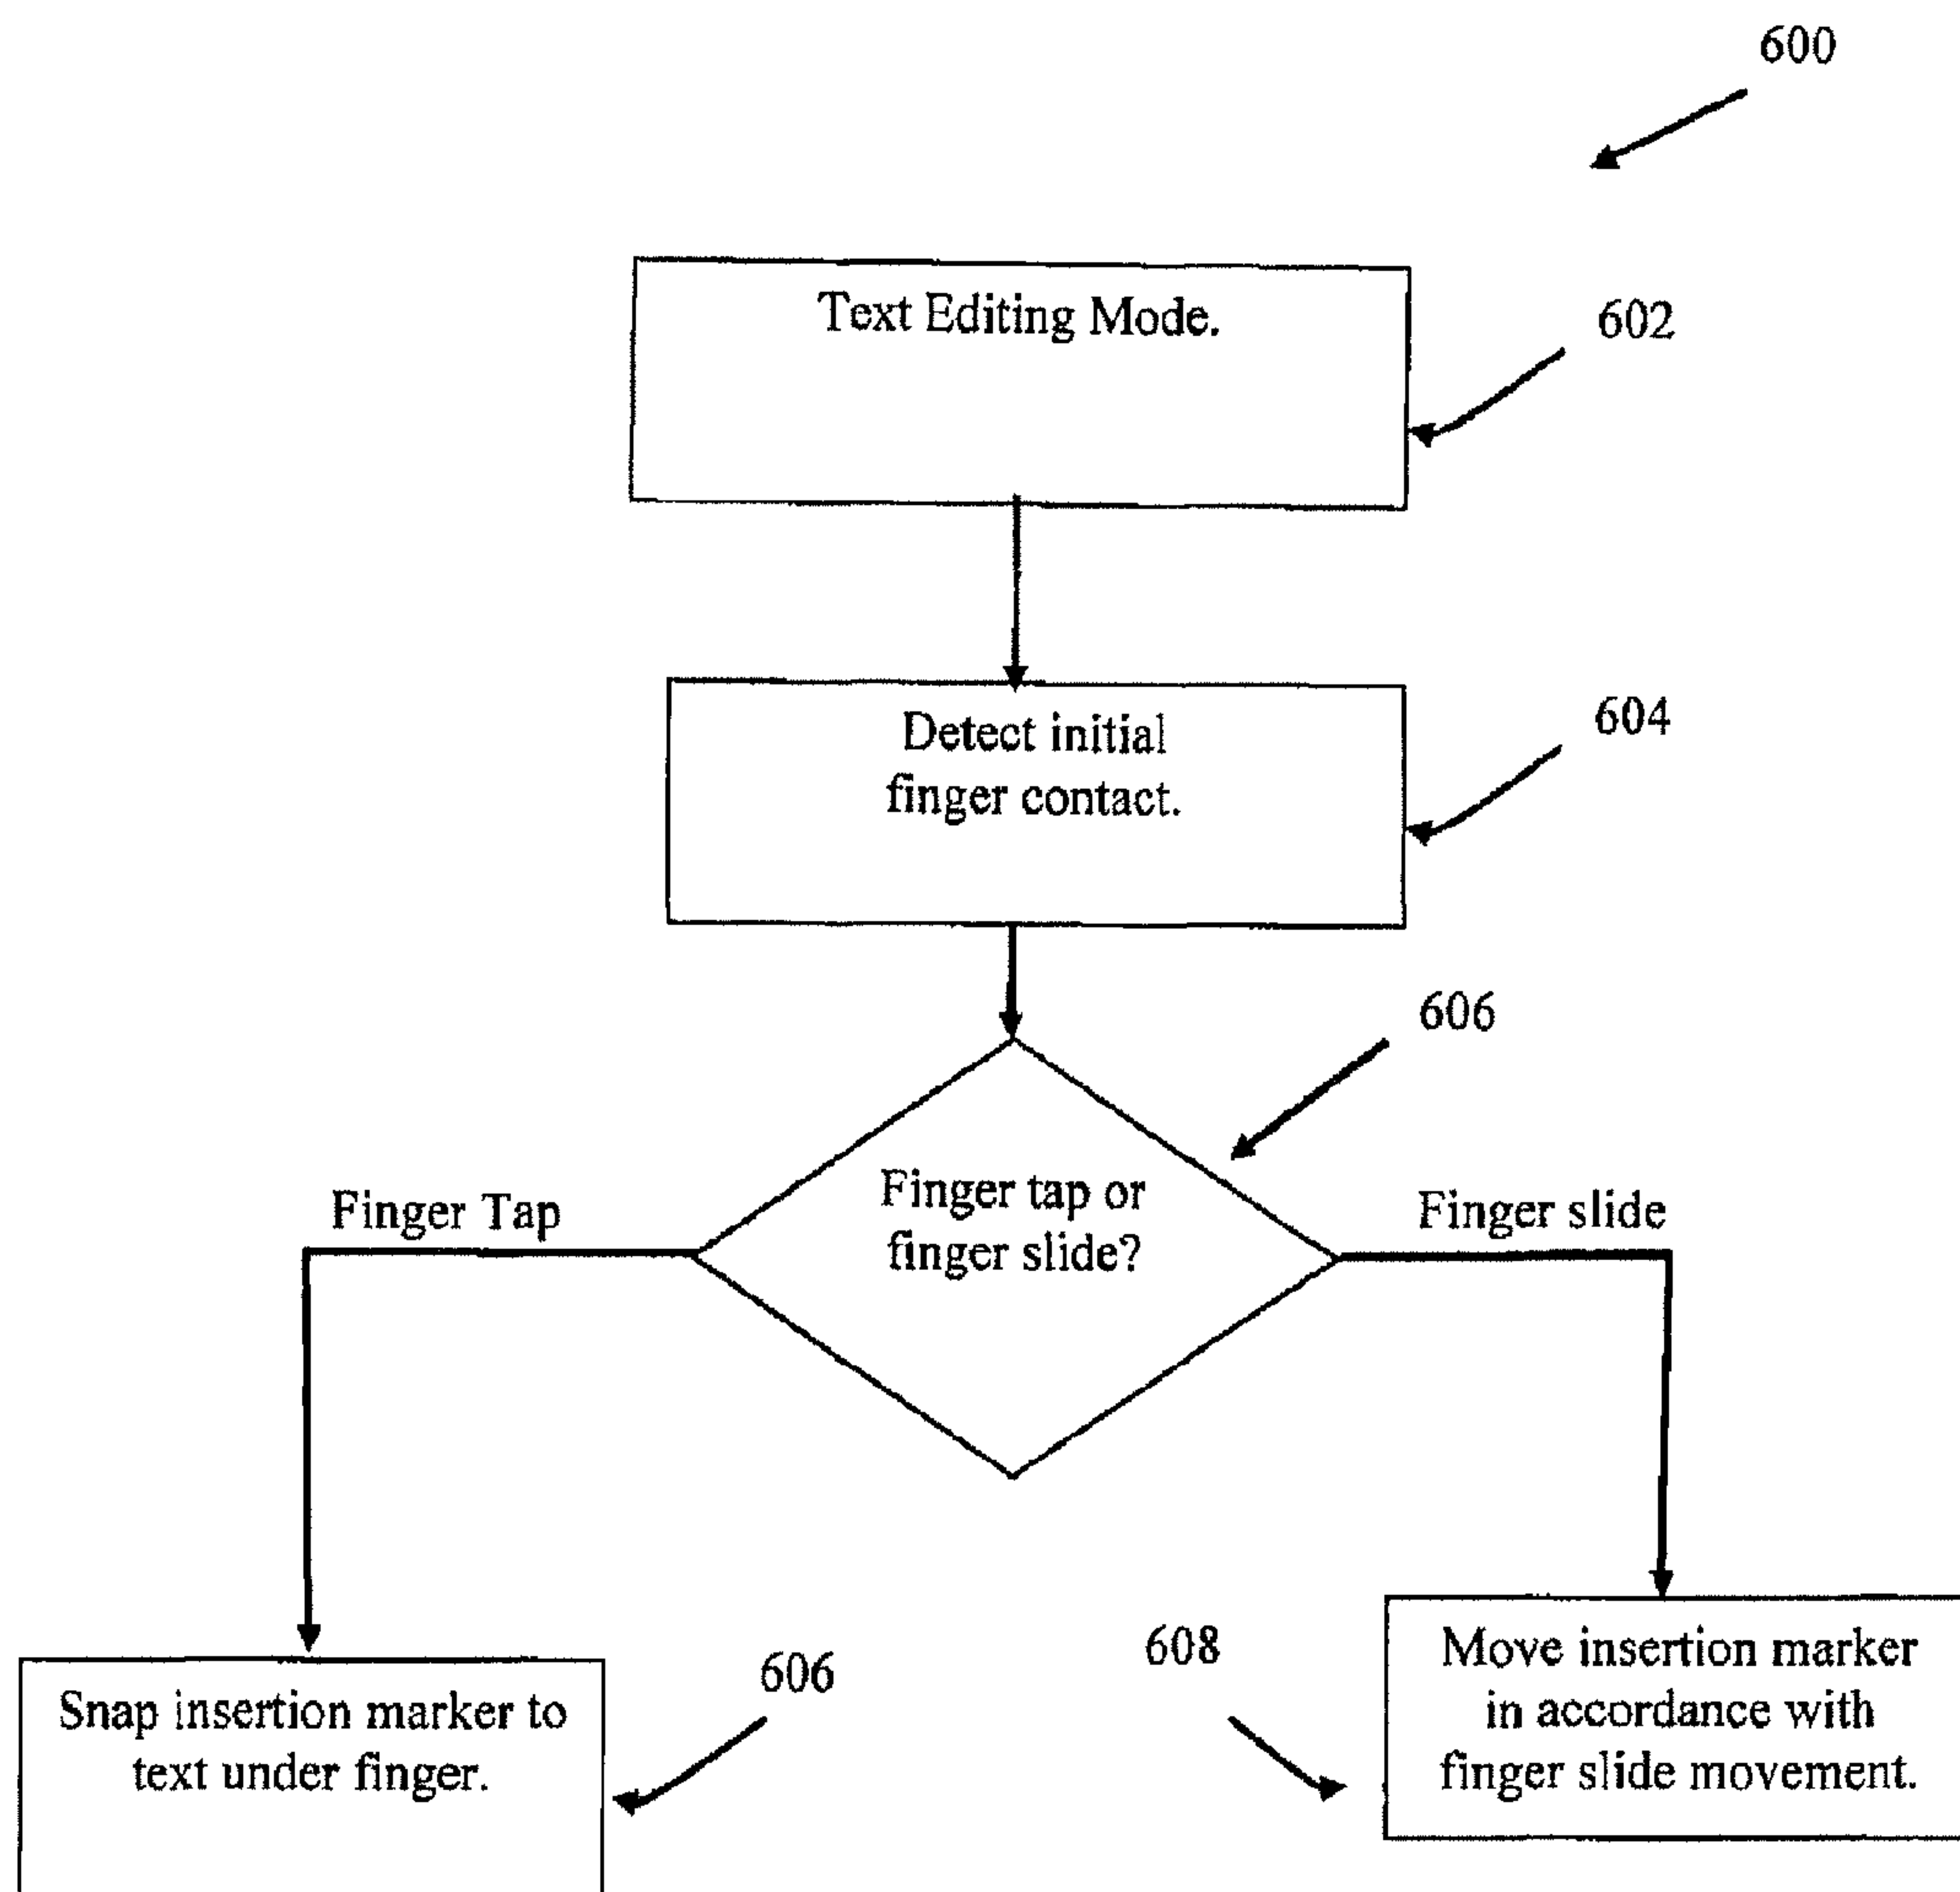 600
Text Editing Mode.
602
Detect initial
finger contact.
604
606
Finger tap or
finger slide?
Finger Tap
Finger slide
Snap insertion marker to
text under finger.
606
608
Move insertion marker
in accordance with
finger slide movement.